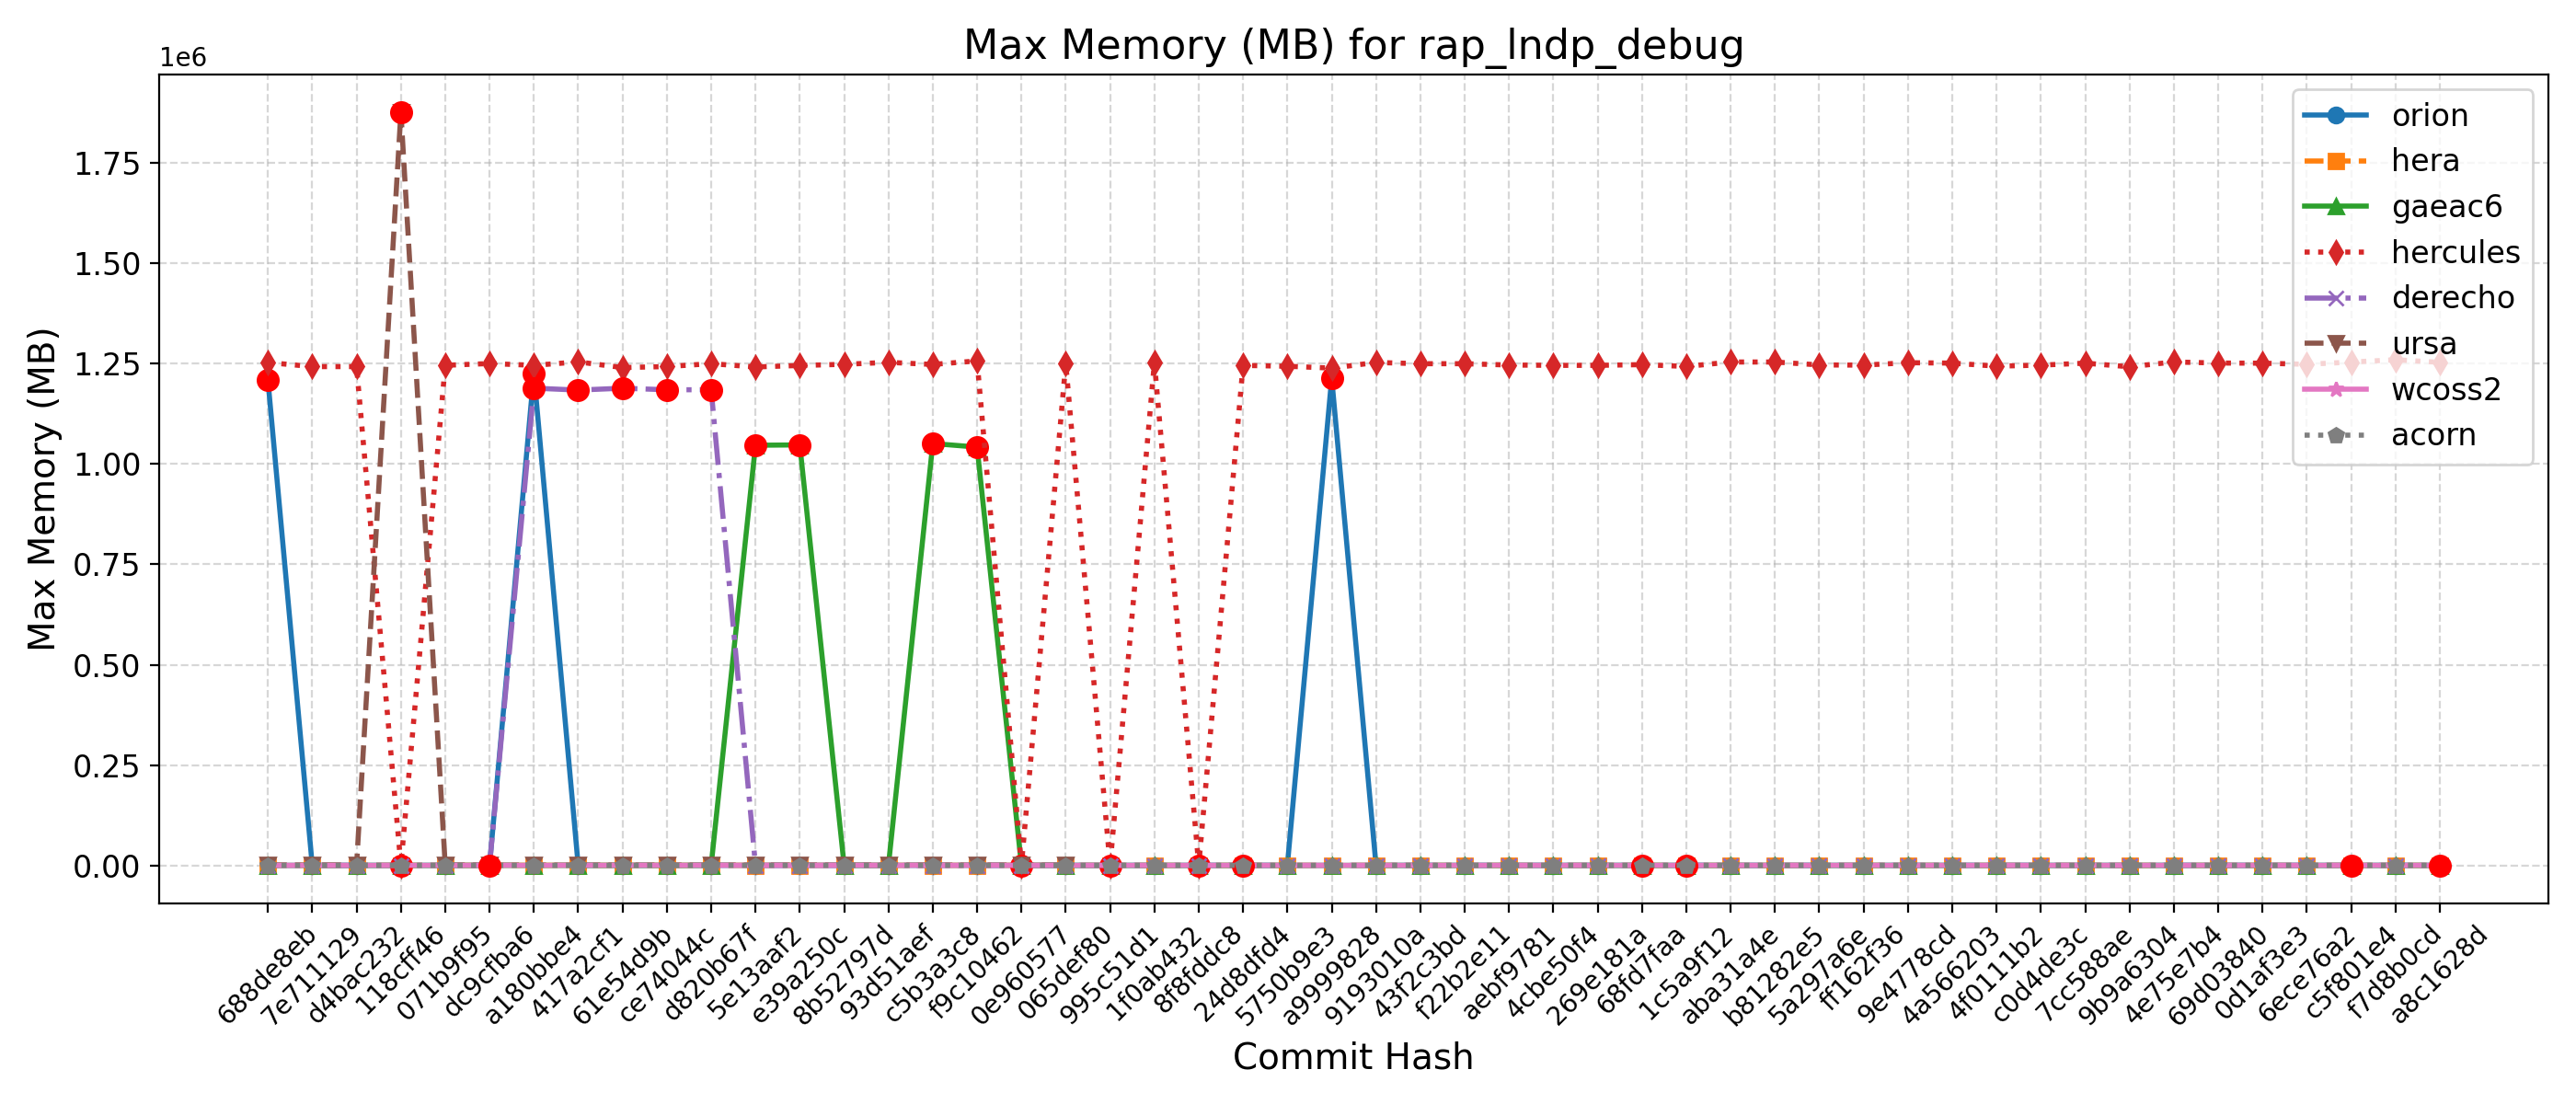 Max Memory (MB) for rap_lndp_debug
1e6
1.75
1.50
1.25
1.00
0.75
0.50
0.25
0.00
Max Memory (MB)
orion
hera
gaeac6
hercules
derecho
ursa
wcoss2
acorn
688de8eb
7e711129
d4bac232
118cff46
071b9f95
dc9cfba6
a180bbe4
417a2cf1
61e54d9b
ce74044c
d820b67f
5e13aaf2
e39a250c
8b52797d
93d51aef
c5b3a3c8
f9c10462
0e960577
065def80
995c51d1
1f0ab432
8f8fddc8
24d8dfd4
5750b9e3
a9999828
9193010a
43f2c3bd
f22b2e11
aebf9781
4cbe50f4
269e181a
68fd7faa
1c5a9f12
aba31a4e
b81282e5
5a297a6e
ff162f36
9e4778cd
4a566203
4f0111b2
c0d4de3c
7cc588ae
9b9a6304
4e75e7b4
69d03840
0d1af3e3
6ece76a2
c5f801e4
f7d8b0cd
a8c1628d
Commit Hash